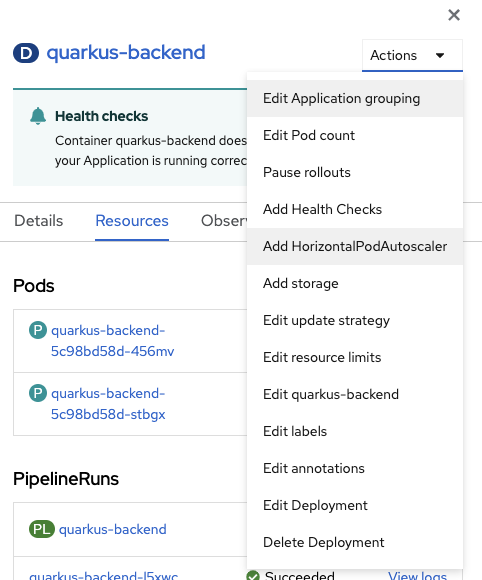 D quarkus-backend
Actions
Health checks
Container quarkus-backend does
your Application is running correc
Edit Application grouping
Edit Pod count
Pause rollouts
Add Health Checks
Add HorizontalPodAutoscaler
Add storage
Edit update strategy
Edit resource limits
Edit quarkus-backend
Edit labels
Edit annotations
Edit Deployment
Delete Deployment
Details Resources Obser
Pods
P quarkus-backend-
5c98bd58d-456mv
P quarkus-backend-
5c98bd58d-stbgx
PipelineRuns
PL quarkus-backend
quarkus-backend-l5xwc Succeeded View logs